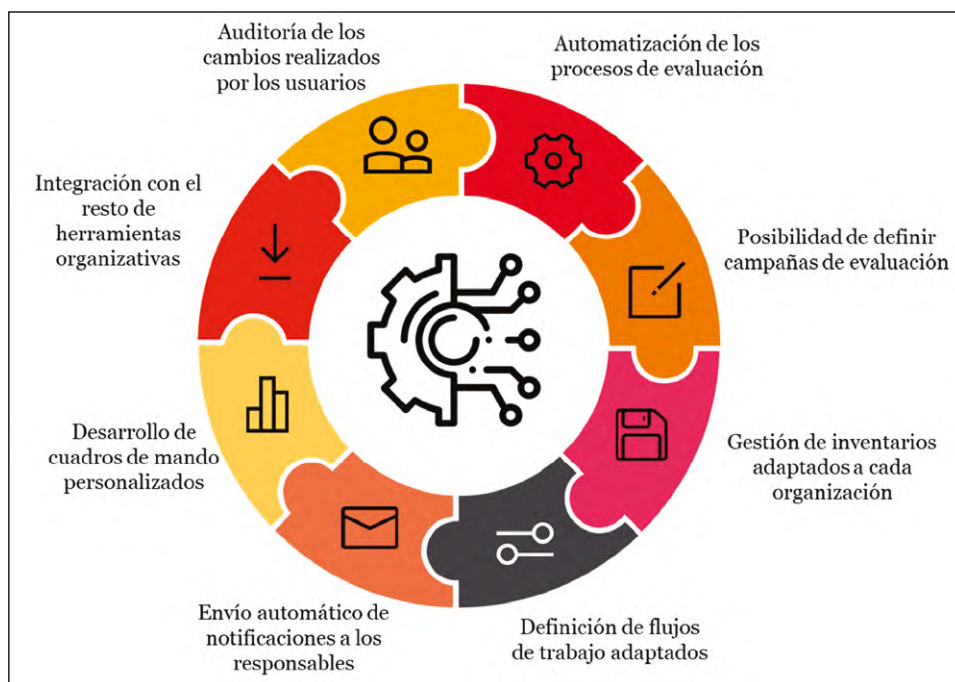 Auditoría de los
cambios realizados
por los usuarios
Automatización de los
procesos de evaluación
Posibilidad de definir
campañas de evaluación
Gestión de inventarios
adaptados a cada
organización
Definición de flujos
de trabajo adaptados
Envío automático de
notificaciones a los
responsables
Desarrollo de
cuadros de mando
personalizados
Integración con el
resto de
herramientas
organizativas